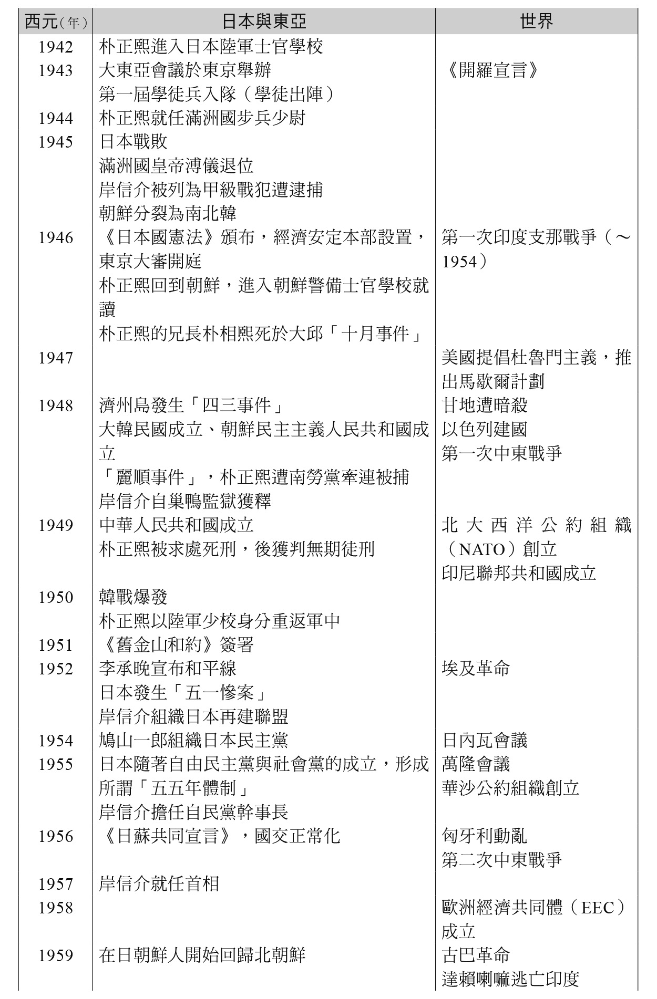 西元（年） 日本與東亞 世界
1942 朴正熙進入日本陸軍士官學校
1943 大東亞會議於東京舉辦 《開羅宣言》
第一屆學徒兵入隊（學徒出陣）
1944 朴正熙就任滿洲國步兵少尉
1945 日本戰敗
滿洲國皇帝溥儀退位
岸信介被列為甲級戰犯遭逮捕
朝鮮分裂為南北韓
1946 《日本國憲法》頒布，經濟安定本部設置， 第一次印度支那戰爭（～
東京大審開庭 1954）
朴正熙回到朝鮮，進入朝鮮警備士官學校就
讀
朴正熙的兄長朴相熙死於大邱「十月事件」
1947 美國提倡杜魯門主義，推
出馬歇爾計劃
1948 濟州島發生「四三事件」 甘地遭暗殺
大韓民國成立、朝鮮民主主義人民共和國成 以色列建國
立 第一次中東戰爭
「麗順事件」，朴正熙遭南勞黨牽連被捕
岸信介自巢鴨監獄獲釋
1949 中華人民共和國成立 北大西洋公約組織
朴正熙被求處死刑，後獲判無期徒刑 （NATO）創立
印尼聯邦共和國成立
1950 韓戰爆發
朴正熙以陸軍少校身分重返軍中
1951 《舊金山和約》簽署
1952 李承晚宣布和平線 埃及革命
日本發生「五一慘案」
岸信介組織日本再建聯盟
1954 鳩山一郎組織日本民主黨 日內瓦會議
1955 日本隨著自由民主黨與社會黨的成立，形成 萬隆會議
所謂「五五年體制」 華沙公約組織創立
岸信介擔任自民黨幹事長
1956 《日蘇共同宣言》，國交正常化 匈牙利動亂
第二次中東戰爭
1957 岸信介就任首相
1958 歐洲經濟共同體（EEC）
成立
1959 在日朝鮮人開始回歸北朝鮮 古巴革命
達賴喇嘛逃亡印度